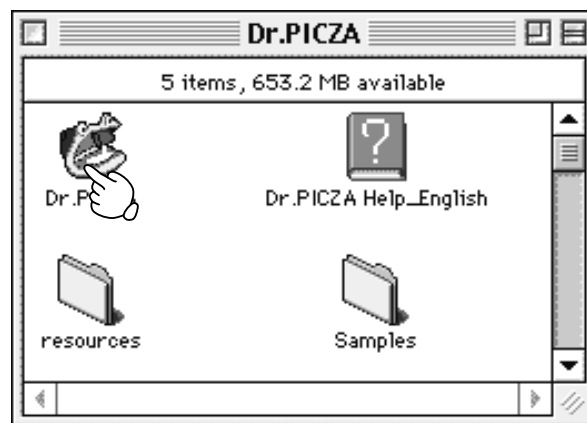 Dr.PICZA
5 items, 653.2 MB available
Dr.P
Dr.PICZA Help_English
resources
Samples